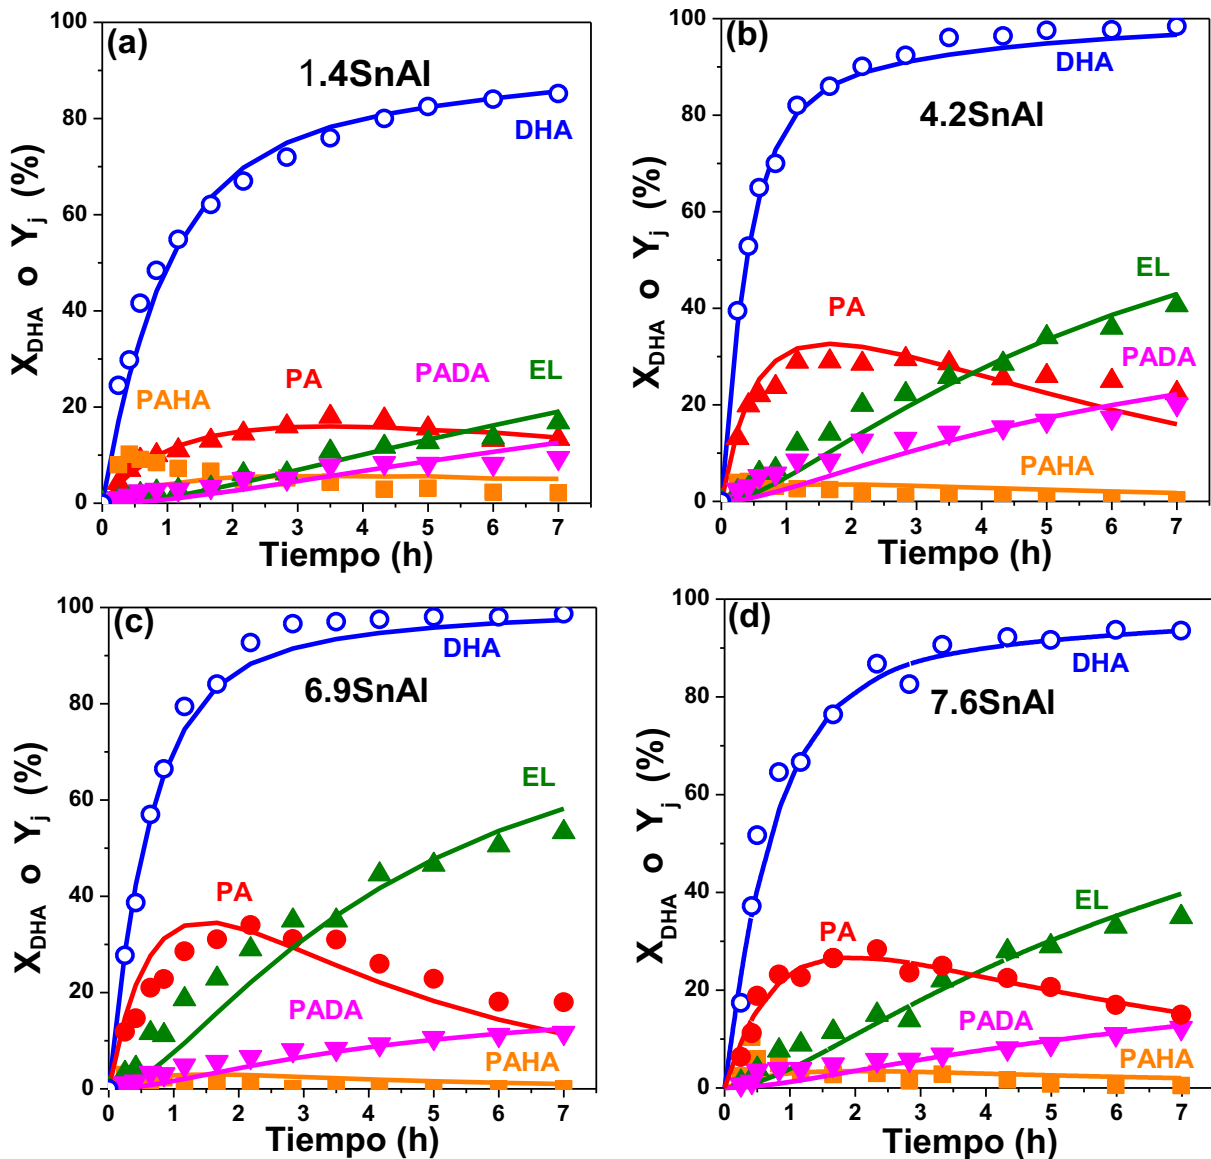 (a)
1.4SnAl
X_DHA o Y_j (%)
100
80
60
40
20
0
DHA
PAHA
PA
PADA
EL
0 1 2 3 4 5 6 7
Tiempo (h)
(b)
4.2SnAl
X_DHA o Y_j (%)
100
80
60
40
20
0
DHA
EL
PA
PADA
PAHA
0 1 2 3 4 5 6 7
Tiempo (h)
(c)
6.9SnAl
X_DHA o Y_j (%)
100
80
60
40
20
0
DHA
EL
PA
PADA
PAHA
0 1 2 3 4 5 6 7
Tiempo (h)
(d)
7.6SnAl
X_DHA o Y_j (%)
100
80
60
40
20
0
DHA
EL
PA
PADA
PAHA
0 1 2 3 4 5 6 7
Tiempo (h)